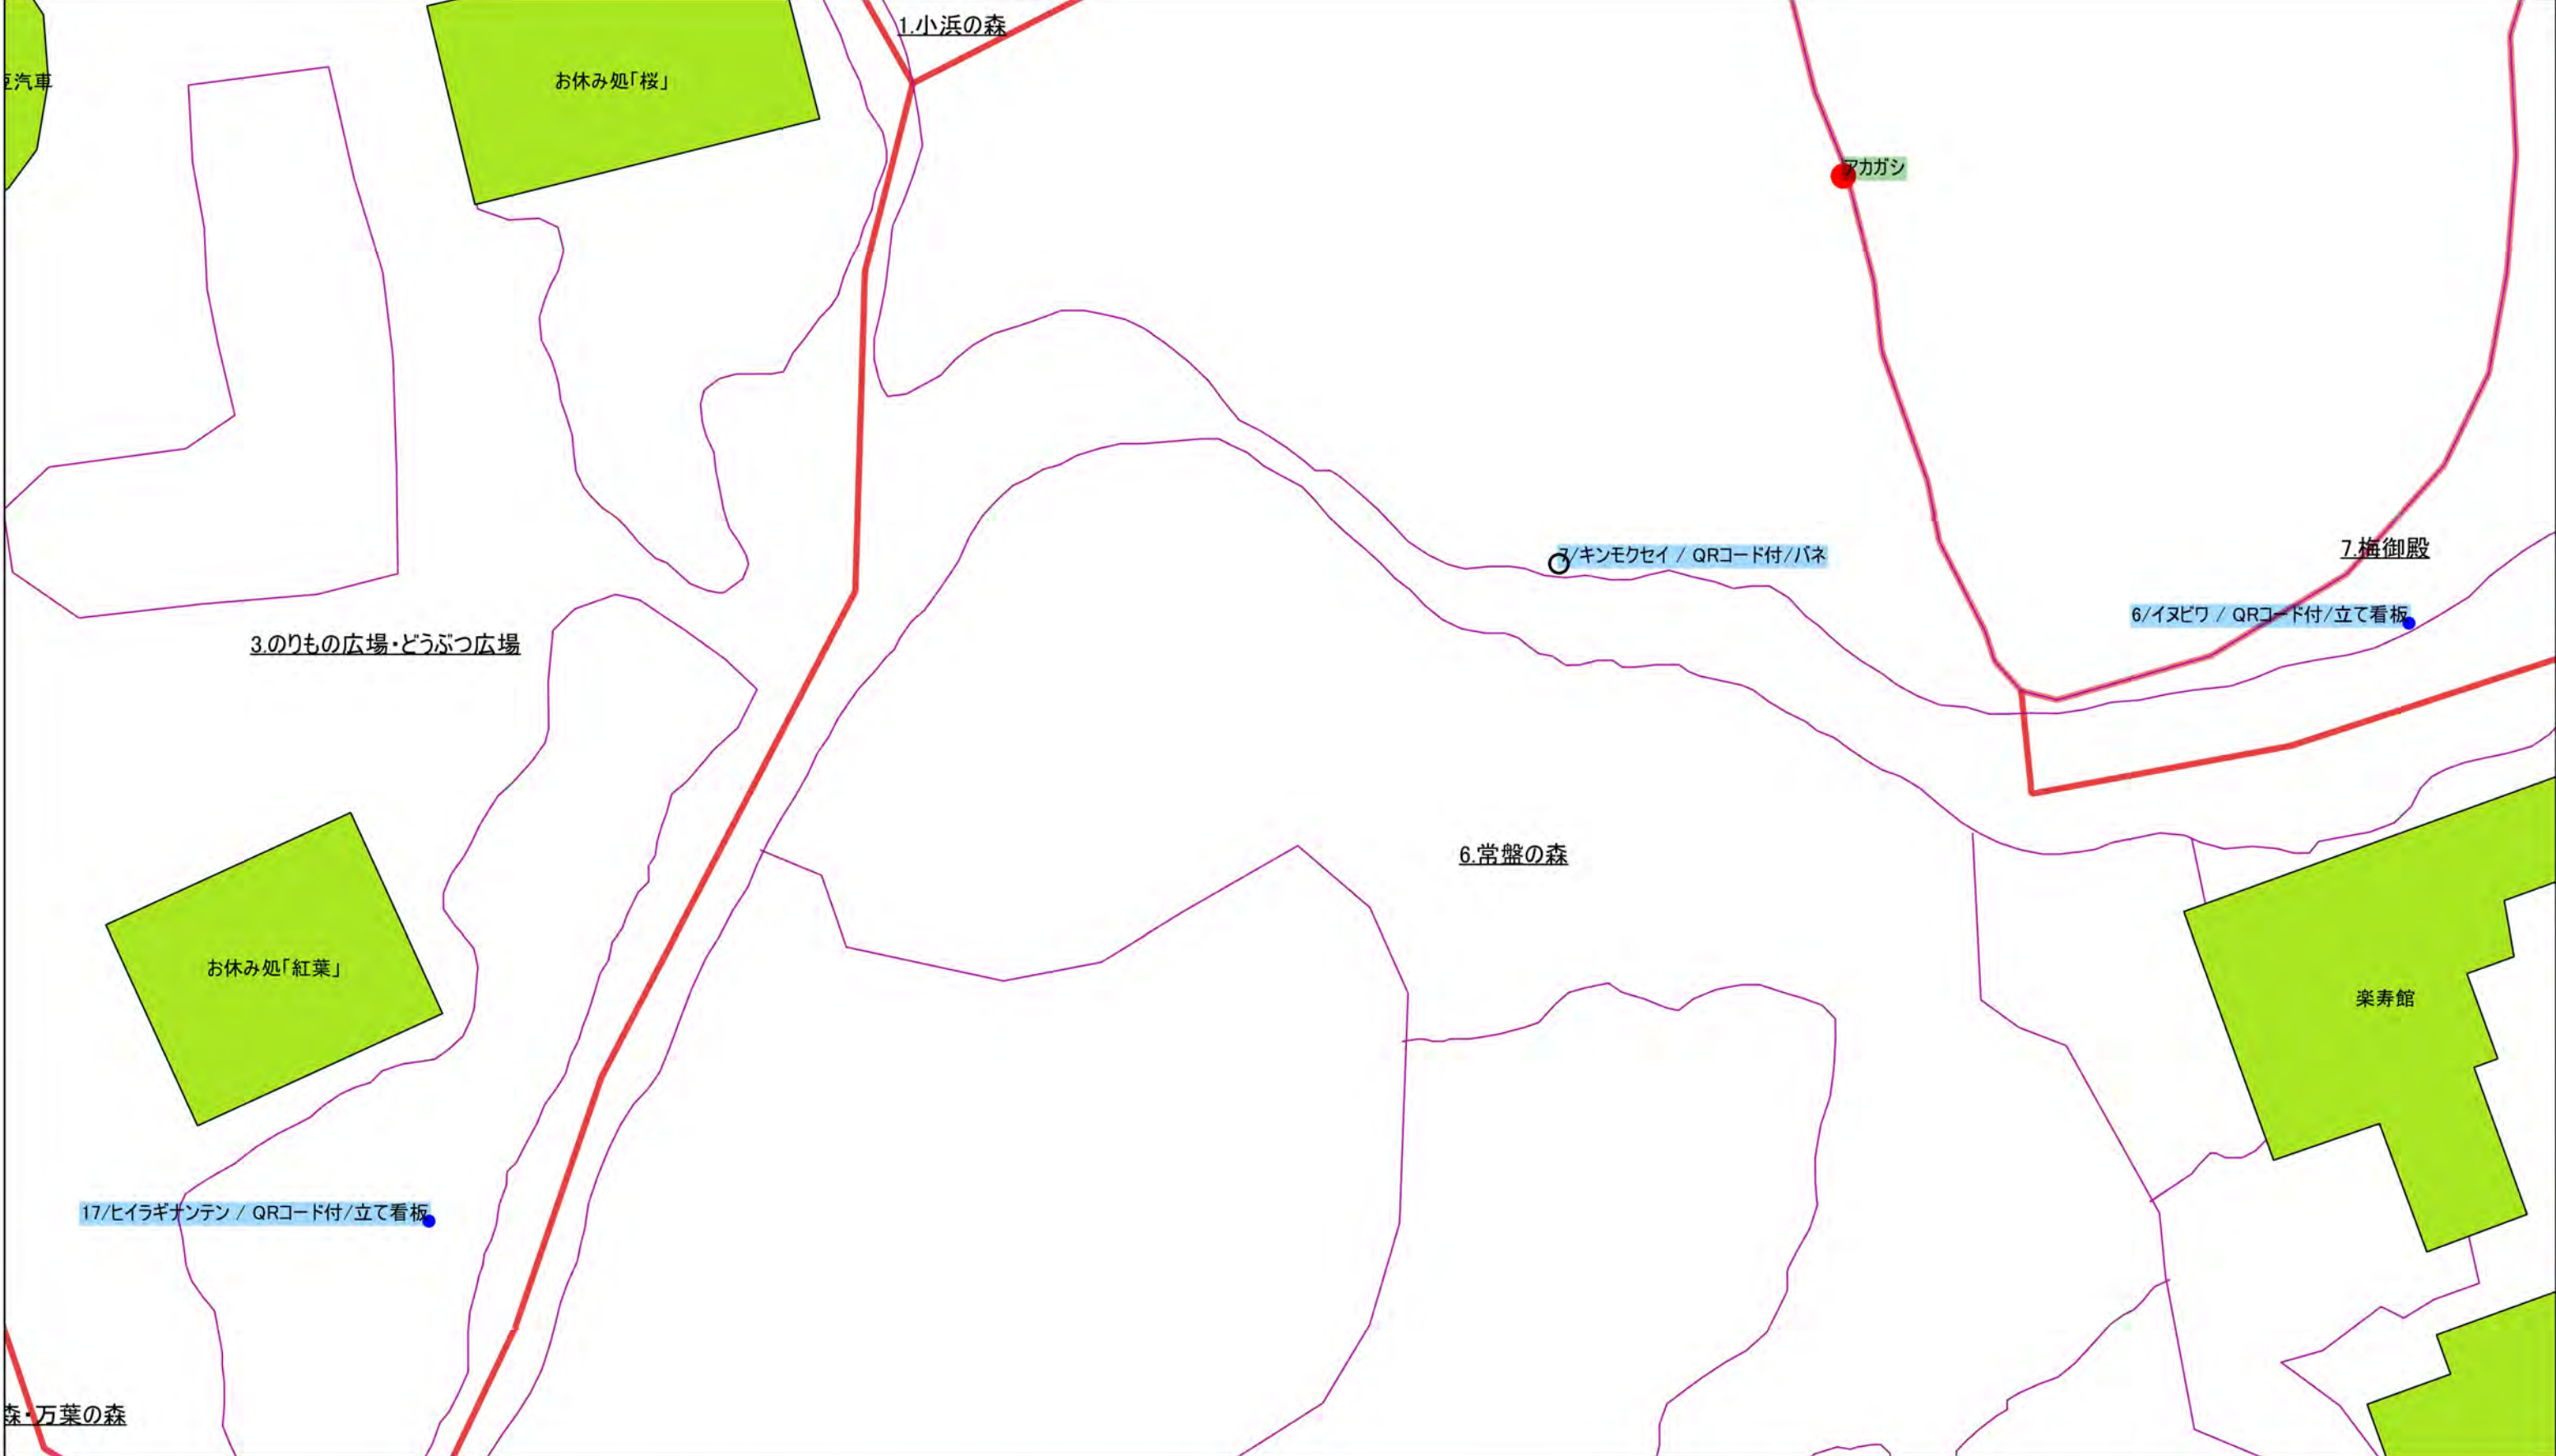 1.小浜の森
豆汽車
お休み処「桜」
アカガシ
7/キンモクセイ / QRコード付/バネ
7.梅御殿
6/イヌビワ / QRコード付/立て看板
3.のりもの広場・どうぶつ広場
6.常盤の森
お休み処「紅葉」
楽寿館
17/ヒイラギナンテン / QRコード付/立て看板
森・万葉の森